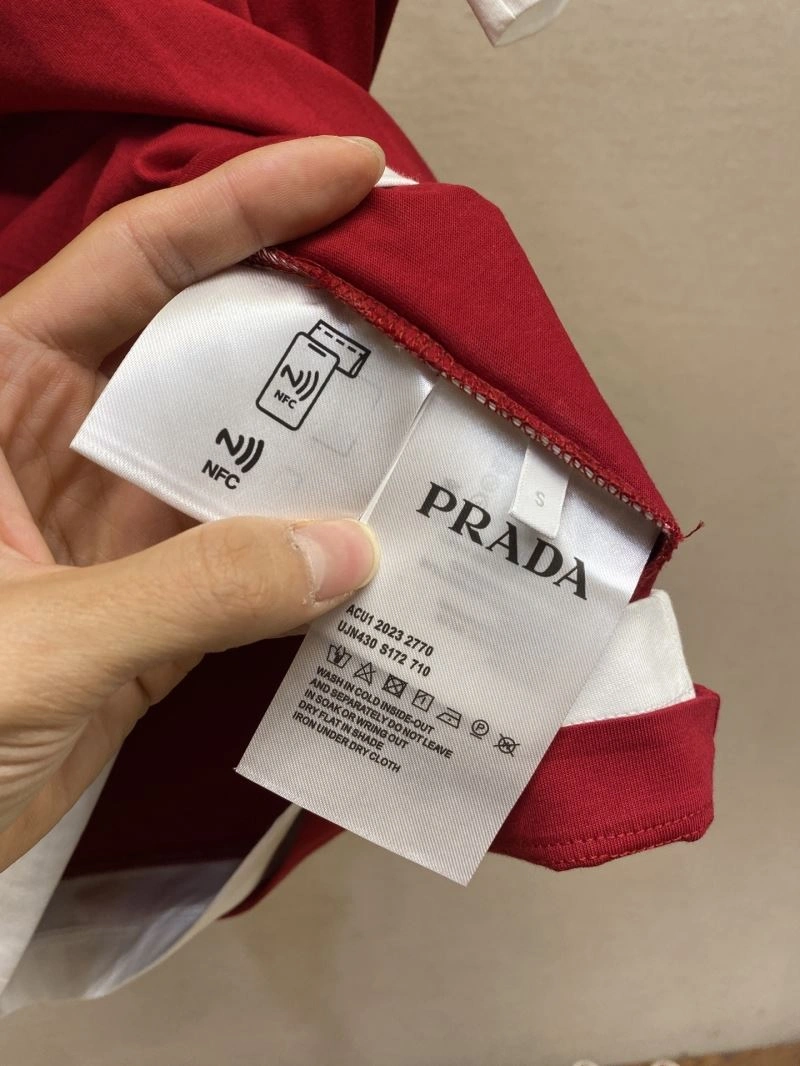 NFC
NFC
S
PRADA
ACU1 2023 2770
UJN430 S172 710
WASH IN COLD INSIDE-OUT
AND SEPARATELY DO NOT LEAVE
IN SOAK OR WRING OUT
DRY FLAT IN SHADE
IRON UNDER DRY CLOTH